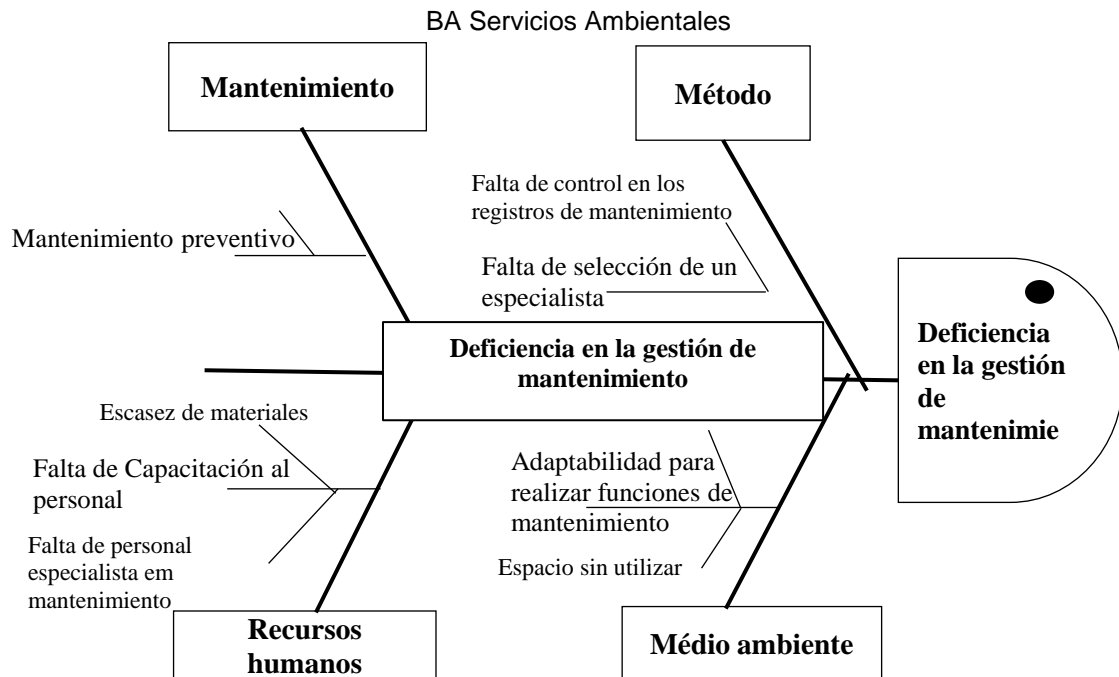 BA Servicios Ambientales
Mantenimiento
Método
Falta de control en los
registros de mantenimiento
Mantenimiento preventivo
Falta de selección de un
especialista
Deficiencia en la gestión de
mantenimiento
Deficiencia
en la gestión
de
mantenimie
Escasez de materiales
Falta de Capacitación al
personal
Falta de personal
especialista em
mantenimiento
Adaptabilidad para
realizar funciones de
mantenimiento
Espacio sin utilizar
Recursos
humanos
Médio ambiente